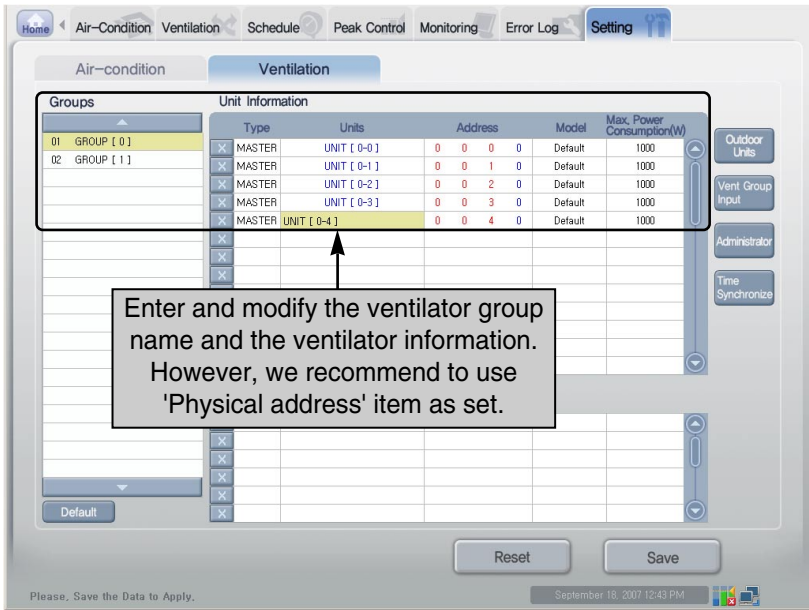 Home Air-Condition Ventilation Schedule Peak Control Monitoring Error Log Setting
Air-condition Ventilation
Groups
01 GROUP [ 0 ]
02 GROUP [ 1 ]
Default
Unit Information
Type Units Address Model Max, Power Consumption(W)
X MASTER UNIT [ 0-0 ] 0 0 0 0 Default 1000
X MASTER UNIT [ 0-1 ] 0 0 1 0 Default 1000
X MASTER UNIT [ 0-2 ] 0 0 2 0 Default 1000
X MASTER UNIT [ 0-3 ] 0 0 3 0 Default 1000
X MASTER UNIT [ 0-4 ] 0 0 4 0 Default 1000
Outdoor
Units
Vent Group
Input
Administrator
Time
Synchronize
Enter and modify the ventilator group
name and the ventilator information.
However, we recommend to use
'Physical address' item as set.
Reset Save
Please, Save the Data to Apply.
September 18, 2007 12:43 PM